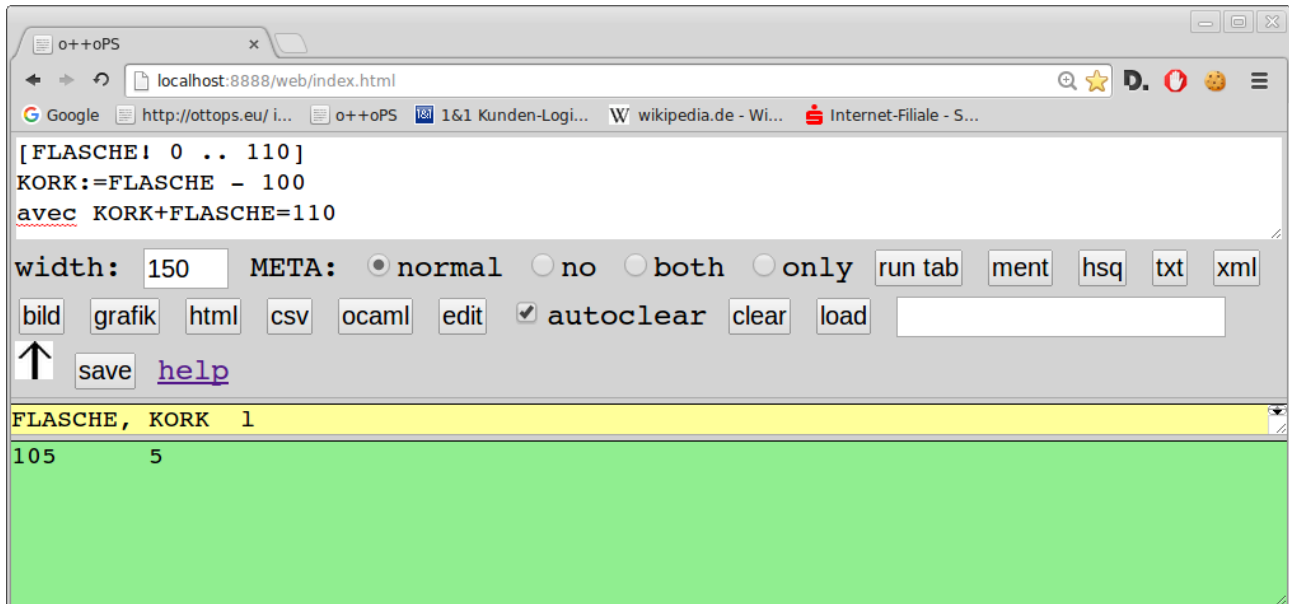 o++oPS
localhost:8888/web/index.html
Google http://ottops.eu/ i... o++oPS 1&1 Kunden-Logi... W wikipedia.de - Wi... Internet-Filiale - S...
[FLASCHE! 0 .. 110]
KORK:=FLASCHE - 100
avec KORK+FLASCHE=110
width: 150 META: normal no both only run tab ment hsq txt xml
bild grafik html csv ocaml edit autoclear clear load
save help
FLASCHE, KORK l
105 5